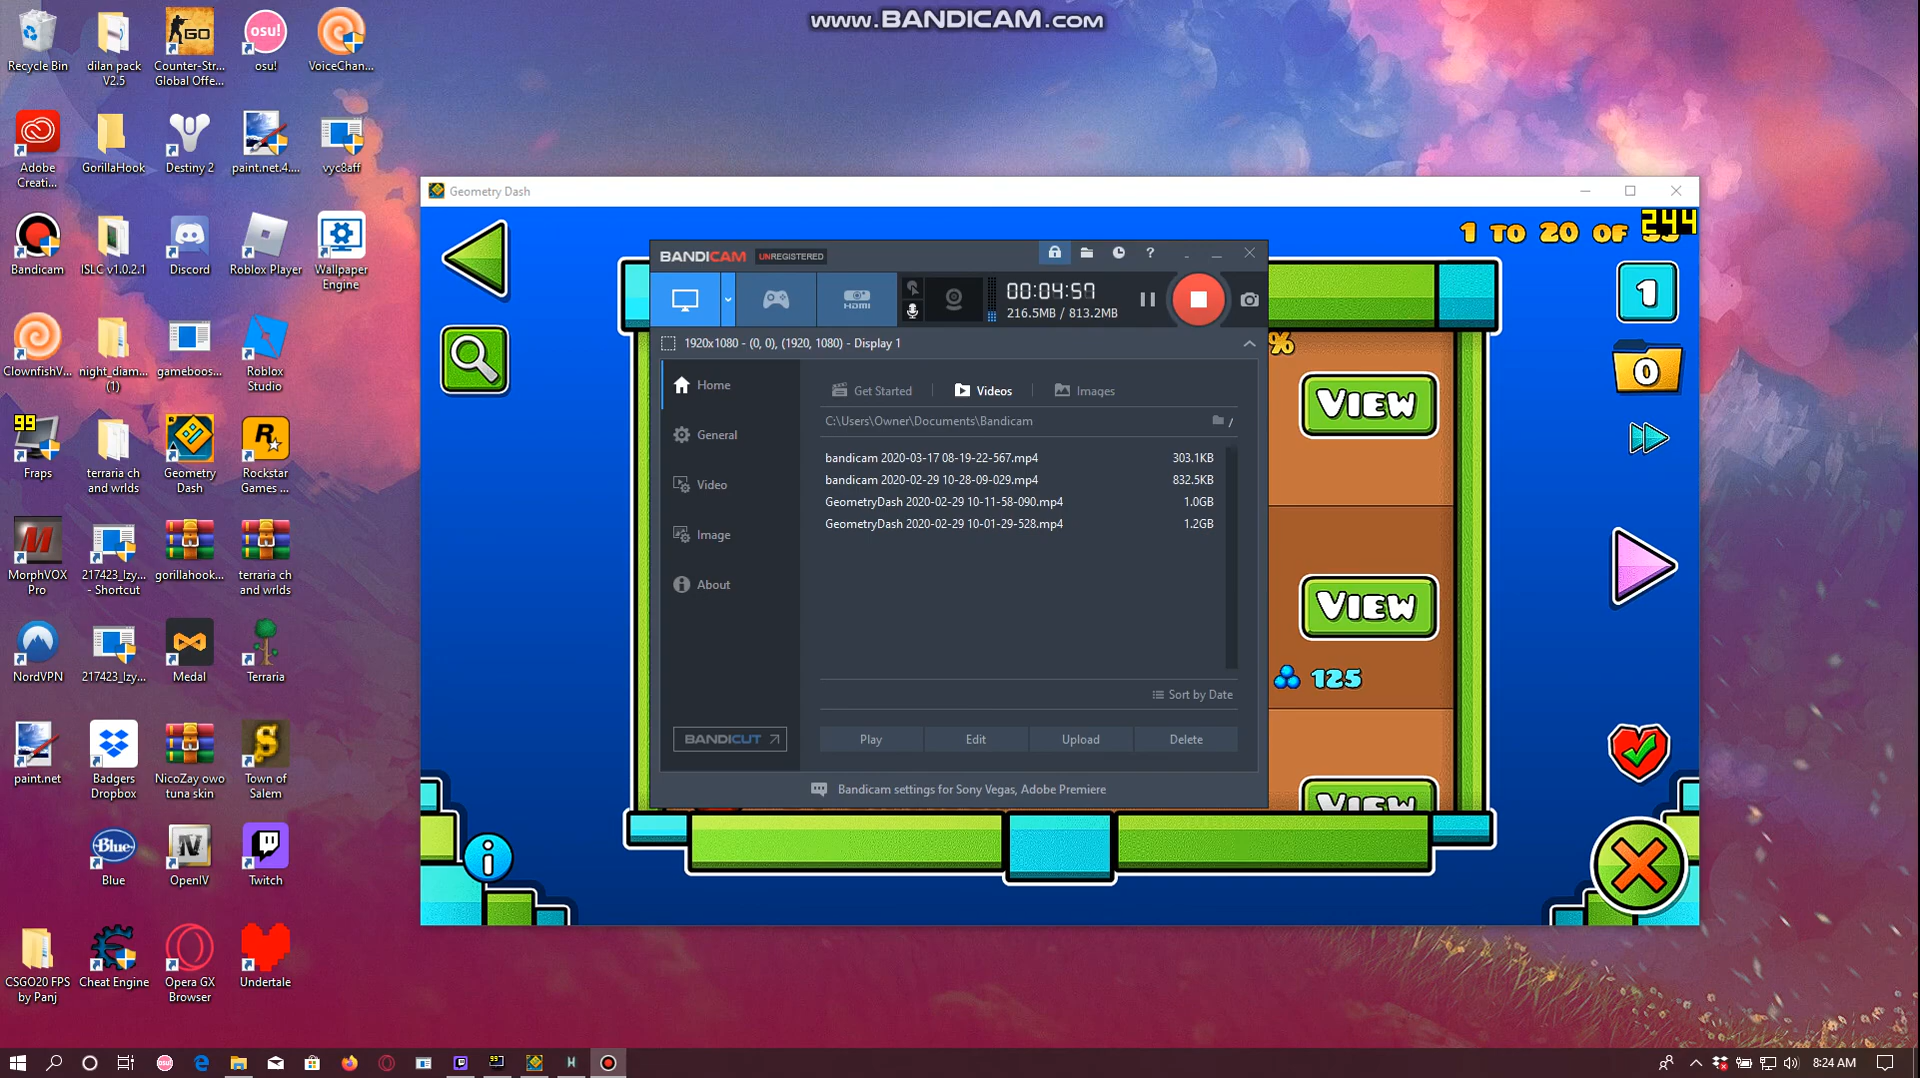 www.BANDICAM.com
Recycle Bin
dilan pack
V2.5
Counter-Str...
Global Offe...
osu!
osu!
VoiceChan...
GO
Adobe
Creati...
GorillaHook
Destiny 2
paint.net.4....
vyc8aff
Bandicam
ISLC v1.0.2.1
Discord
Roblox Player
Wallpaper
Engine
ClownfishV...
night_diam...
(1)
gameboos...
Roblox
Studio
99
Fraps
terraria ch
and wrlds
Geometry
Dash
Rockstar
Games ...
MorphVOX
Pro
217423_Izy...
- Shortcut
gorillahook...
terraria ch
and wrlds
NordVPN
217423_Izy...
Medal
Terraria
paint.net
Badgers
Dropbox
NicoZay owo
tuna skin
Town of
Salem
Blue
Blue
OpenIV
Twitch
CSGO20 FPS
by Panj
Cheat Engine
Opera GX
Browser
Undertale
Geometry Dash
1 TO 20 OF
244
1
0
%
VIEW
VIEW
125
VIEW
BANDICAM UNREGISTERED
HDMI
00:04:57
216.5MB / 813.2MB
1920x1080 - (0, 0), (1920, 1080) - Display 1
Home
General
Video
Image
About
Get Started
Videos
Images
C:\Users\Owner\Documents\Bandicam
/
bandicam 2020-03-17 08-19-22-567.mp4 303.1KB
bandicam 2020-02-29 10-28-09-029.mp4 832.5KB
GeometryDash 2020-02-29 10-11-58-090.mp4 1.0GB
GeometryDash 2020-02-29 10-01-29-528.mp4 1.2GB
Sort by Date
BANDICUT
Play
Edit
Upload
Delete
Bandicam settings for Sony Vegas, Adobe Premiere
8:24 AM